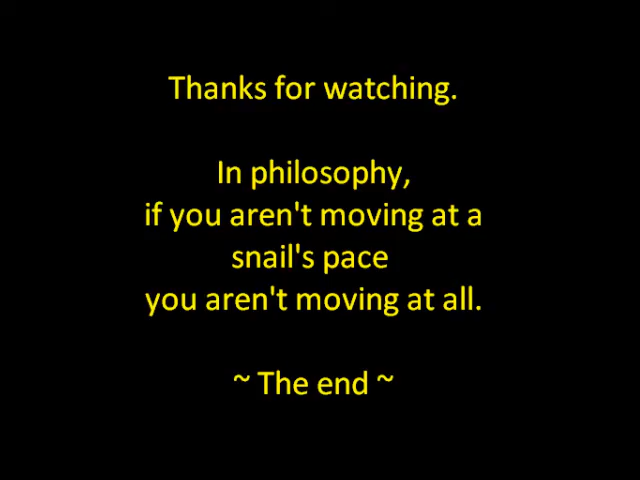 Thanks for watching.
In philosophy,
if you aren't moving at a
snail's pace
you aren't moving at all.
~ The end ~